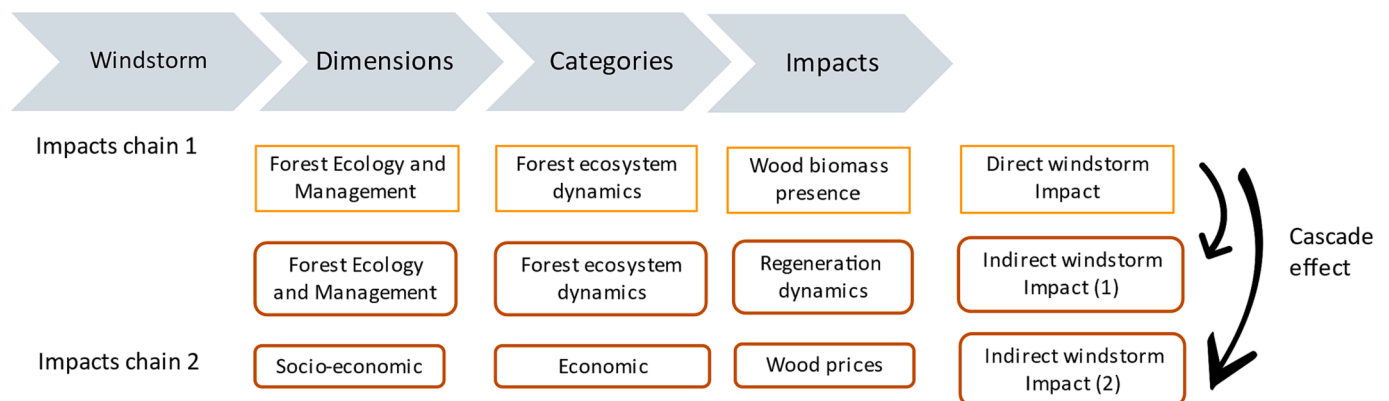 Windstorm
Dimensions
Categories
Impacts
Impacts chain 1
Forest Ecology and
Management
Forest ecosystem
dynamics
Wood biomass
presence
Direct windstorm
Impact
Forest Ecology
and Management
Forest ecosystem
dynamics
Regeneration
dynamics
Indirect windstorm
Impact (1)
Cascade
effect
Impacts chain 2
Socio-economic
Economic
Wood prices
Indirect windstorm
Impact (2)